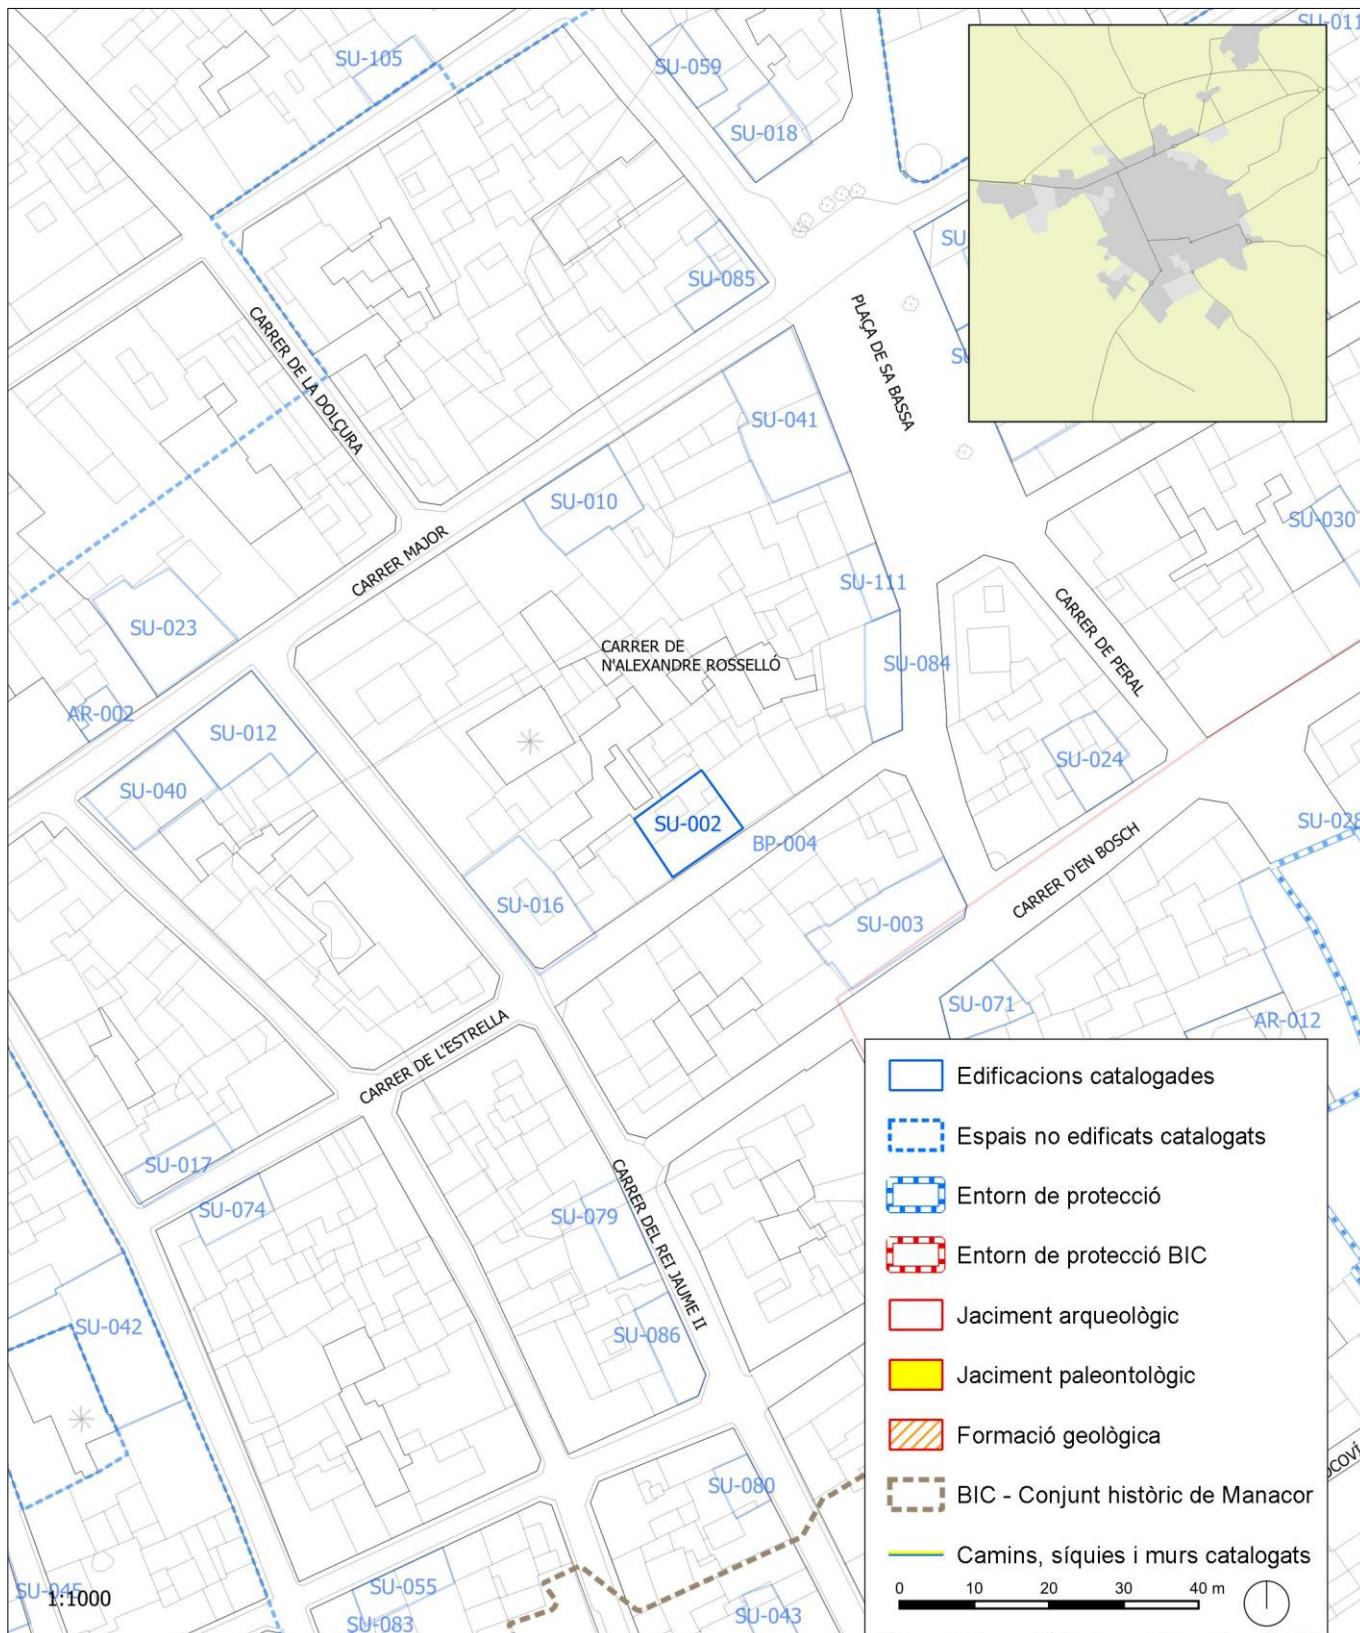 SU-105
SU-059
SU-011
SU-018
SU-085
CARRER DE LA DOLÇURA
PLAÇA DE SA BASSA
SU-041
SU-010
SU-030
CARRER MAJOR
SU-111
CARRER DE PERAL
SU-023
CARRER DE
N'ALEXANDRE ROSSELLÓ
SU-084
AR-002
SU-012
SU-024
SU-040
SU-002
BP-004
SU-028
CARRER D'EN BOSCH
SU-016
SU-003
SU-071
AR-012
CARRER DE L'ESTRELLA
SU-017
SU-074
SU-079
CARRER DEL REI JAUME II
SU-042
SU-086
SU-080
SU-045
1:1000
SU-055
SU-083
SU-043
Edificacions catalogades
Espais no edificats catalogats
Entorn de protecció
Entorn de protecció BIC
Jaciment arqueològic
Jaciment paleontològic
Formació geològica
BIC - Conjunt històric de Manacor
Camins, síquies i murs catalogats
0 10 20 30 40 m